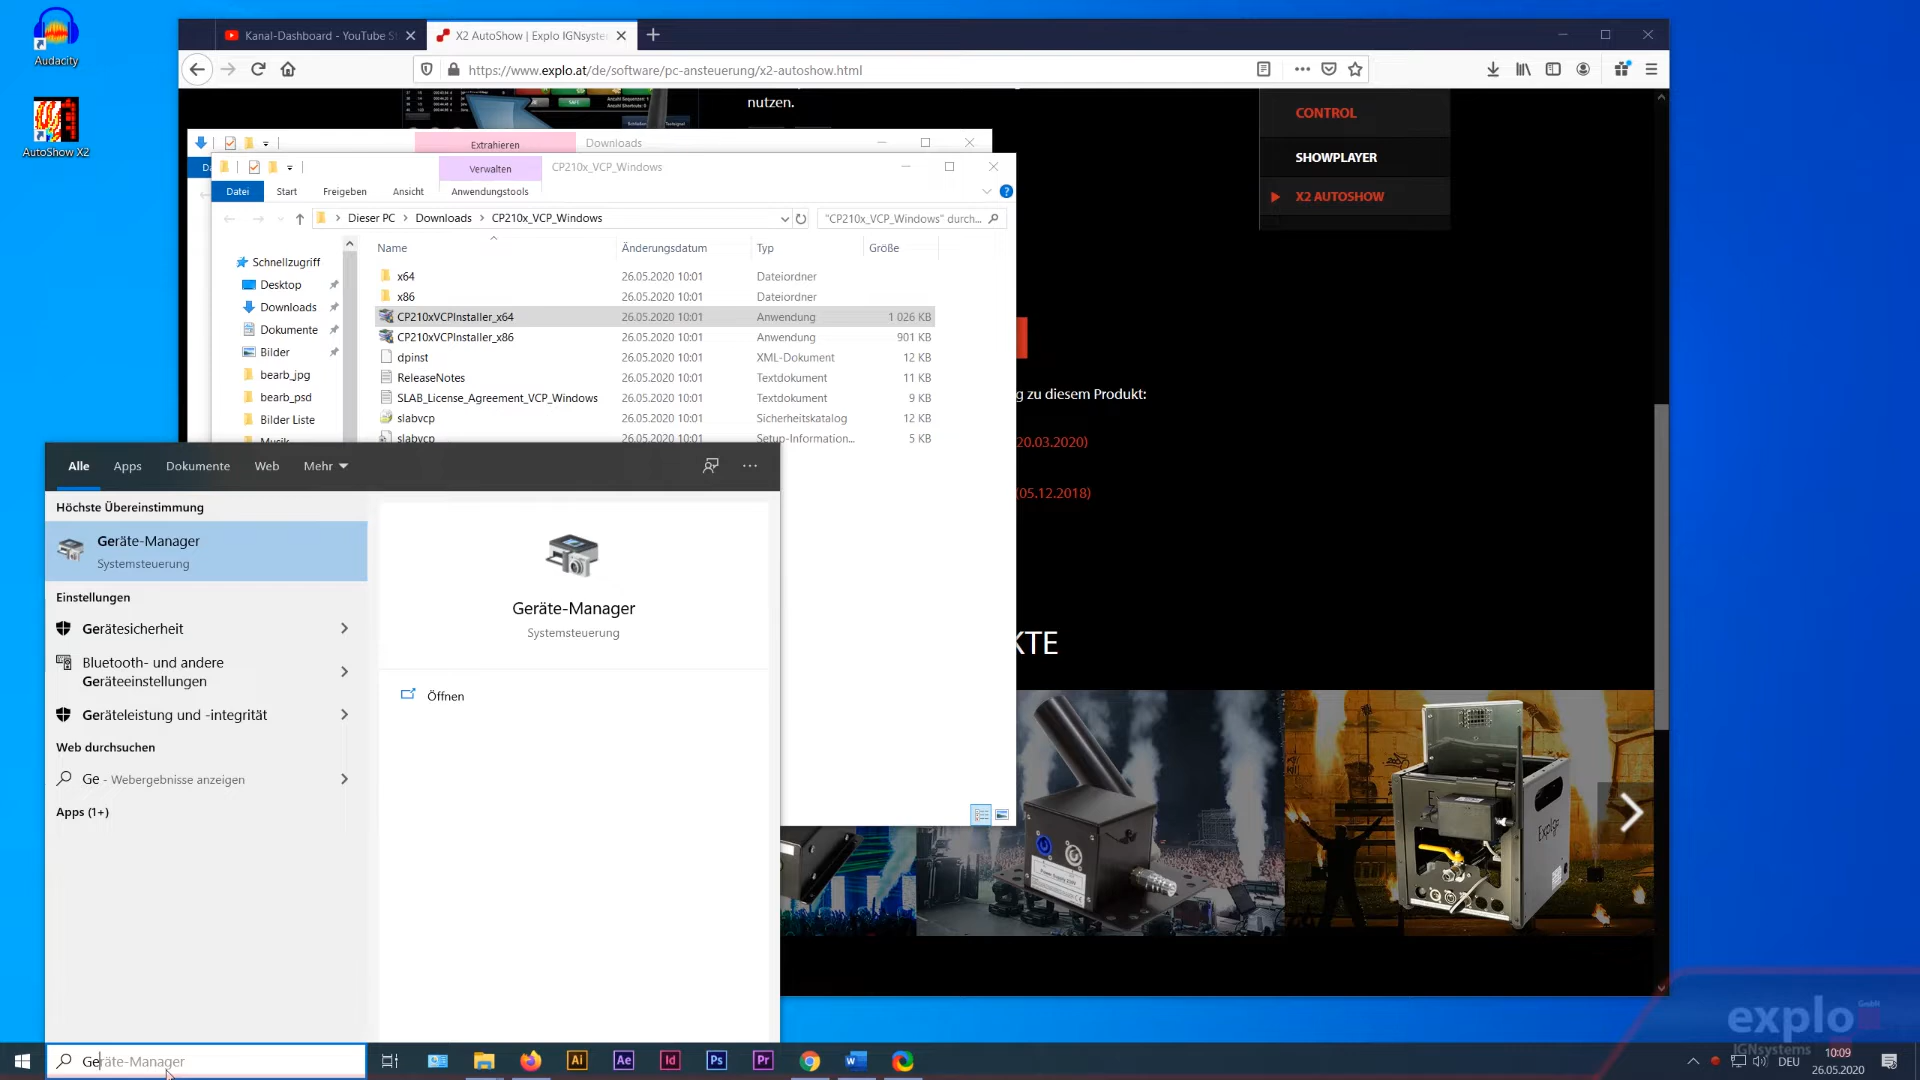 Audacity
AutoShow X2
Kanal-Dashboard - YouTube St
X2 AutoShow | Explo IGNsyste
https://www.explo.at/de/software/pc-ansteuerung/x2-autoshow.html
nutzen.
CONTROL
SHOWPLAYER
X2 AUTOSHOW
Extrahieren
Downloads
Verwalten
CP210x_VCP_Windows
Datei
Start
Freigeben
Ansicht
Anwendungstools
Dieser PC
Downloads
CP210x_VCP_Windows
"CP210x_VCP_Windows" durch...
Name
Änderungsdatum
Typ
Größe
Schnellzugriff
Desktop
Downloads
Dokumente
Bilder
bearb_jpg
bearb_psd
Bilder Liste
Musik
x64 26.05.2020 10:01 Dateiordner
x86 26.05.2020 10:01 Dateiordner
CP210xVCPInstaller_x64 26.05.2020 10:01 Anwendung 1 026 KB
CP210xVCPInstaller_x86 26.05.2020 10:01 Anwendung 901 KB
dpinst 26.05.2020 10:01 XML-Dokument 12 KB
ReleaseNotes 26.05.2020 10:01 Textdokument 11 KB
SLAB_License_Agreement_VCP_Windows 26.05.2020 10:01 Textdokument 9 KB
slabvcp 26.05.2020 10:01 Sicherheitskatalog 12 KB
slabvcp 26.05.2020 10:01 Setup-Information... 5 KB
g zu diesem Produkt:
20.03.2020)
(05.12.2018)
KTE
Alle
Apps
Dokumente
Web
Mehr
Höchste Übereinstimmung
Geräte-Manager
Systemsteuerung
Einstellungen
Gerätesicherheit
Bluetooth- und andere
Geräteeinstellungen
Geräteleistung und -integrität
Web durchsuchen
Ge - Webergebnisse anzeigen
Apps (1+)
Geräte-Manager
Systemsteuerung
Öffnen
Explo
explo GmbH
IGNsystems
Geräte-Manager
Ai
Ae
Id
Ps
Pr
DEU
10:09
26.05.2020